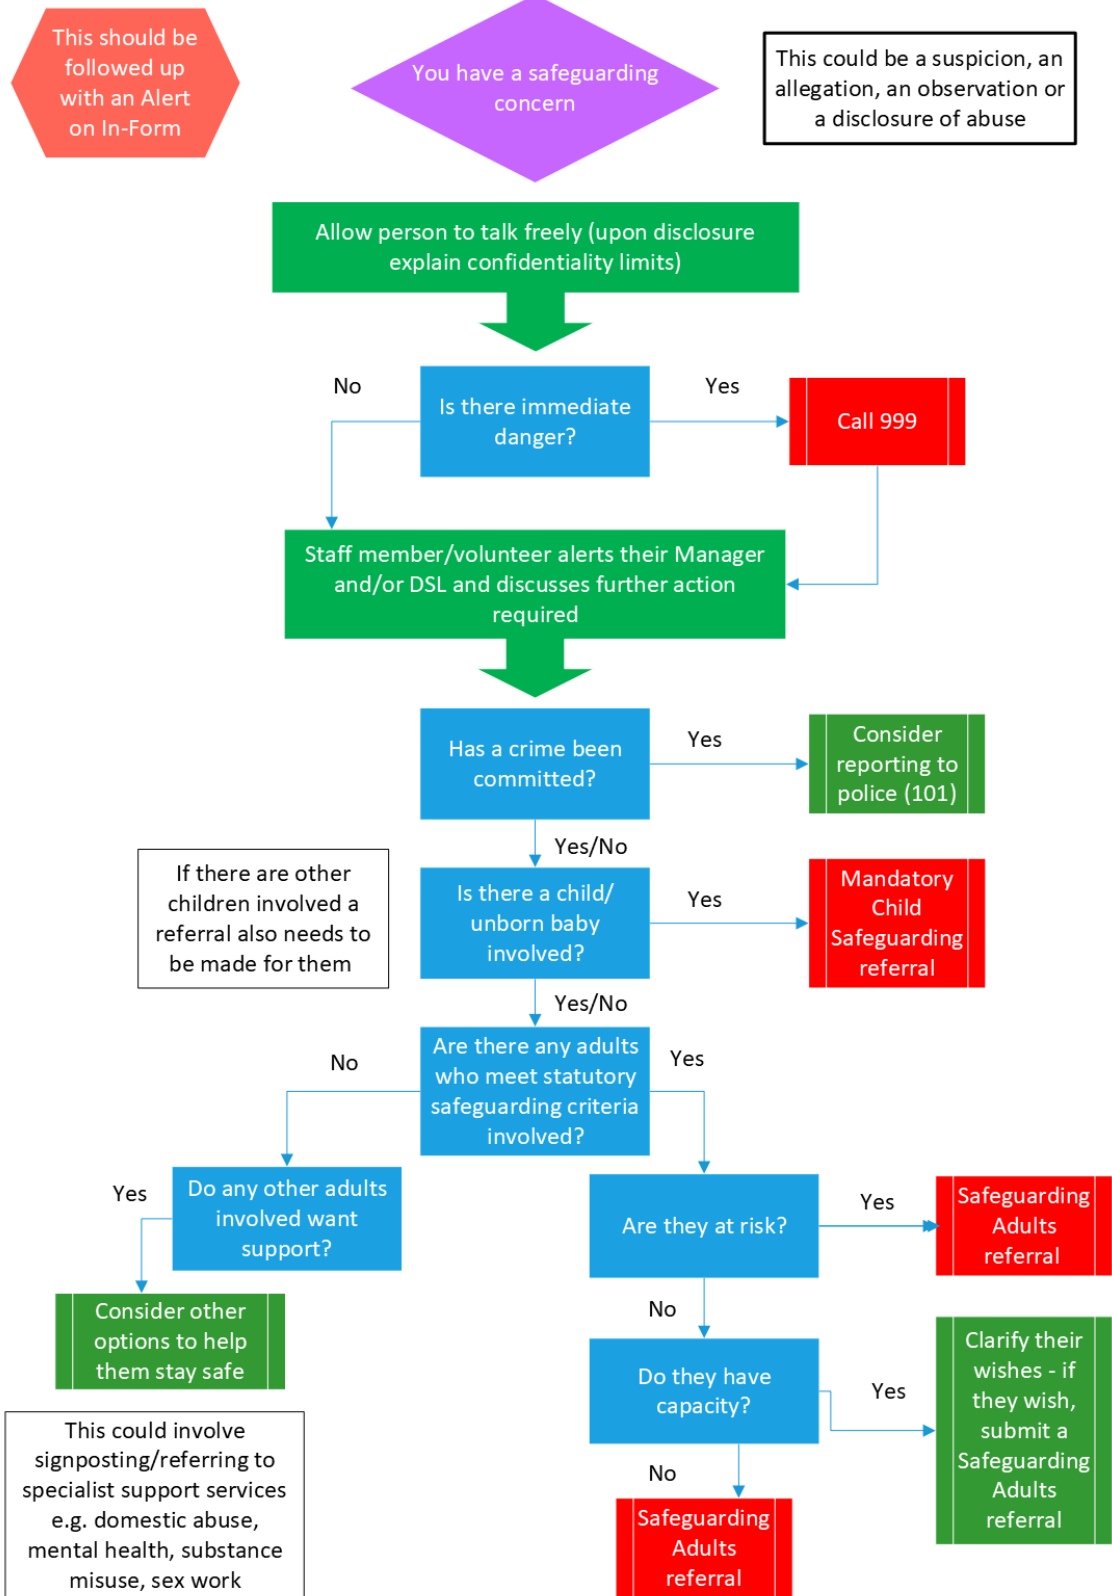 This should be
followed up
with an Alert
on In-Form
You have a safeguarding
concern
This could be a suspicion, an
allegation, an observation or
a disclosure of abuse
Allow person to talk freely (upon disclosure
explain confidentiality limits)
No
Is there immediate
danger?
Yes
Call 999
Staff member/volunteer alerts their Manager
and/or DSL and discusses further action
required
Has a crime been
committed?
Yes
Consider
reporting to
police (101)
Yes/No
If there are other
children involved a
referral also needs to
be made for them
Is there a child/
unborn baby
involved?
Yes
Mandatory
Child
Safeguarding
referral
Yes/No
No
Are there any adults
who meet statutory
safeguarding criteria
involved?
Yes
Yes
Do any other adults
involved want
support?
Are they at risk?
Yes
Safeguarding
Adults
referral
Consider other
options to help
them stay safe
No
Do they have
capacity?
Yes
Clarify their
wishes - if
they wish,
submit a
Safeguarding
Adults
referral
This could involve
signposting/referring to
specialist support services
e.g. domestic abuse,
mental health, substance
misuse, sex work
No
Safeguarding
Adults
referral